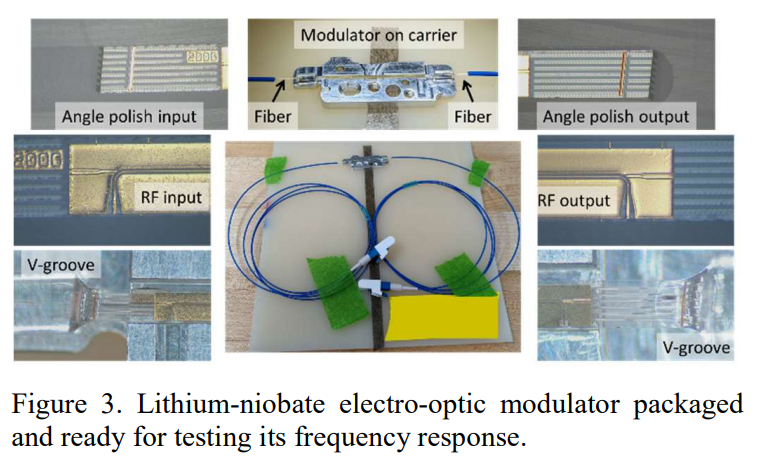 2000
Modulator on carrier
Angle polish input
Fiber
Fiber
Angle polish output
2000
RF input
RF output
V-groove
V-groove
Figure 3. Lithium-niobate electro-optic modulator packaged
and ready for testing its frequency response.